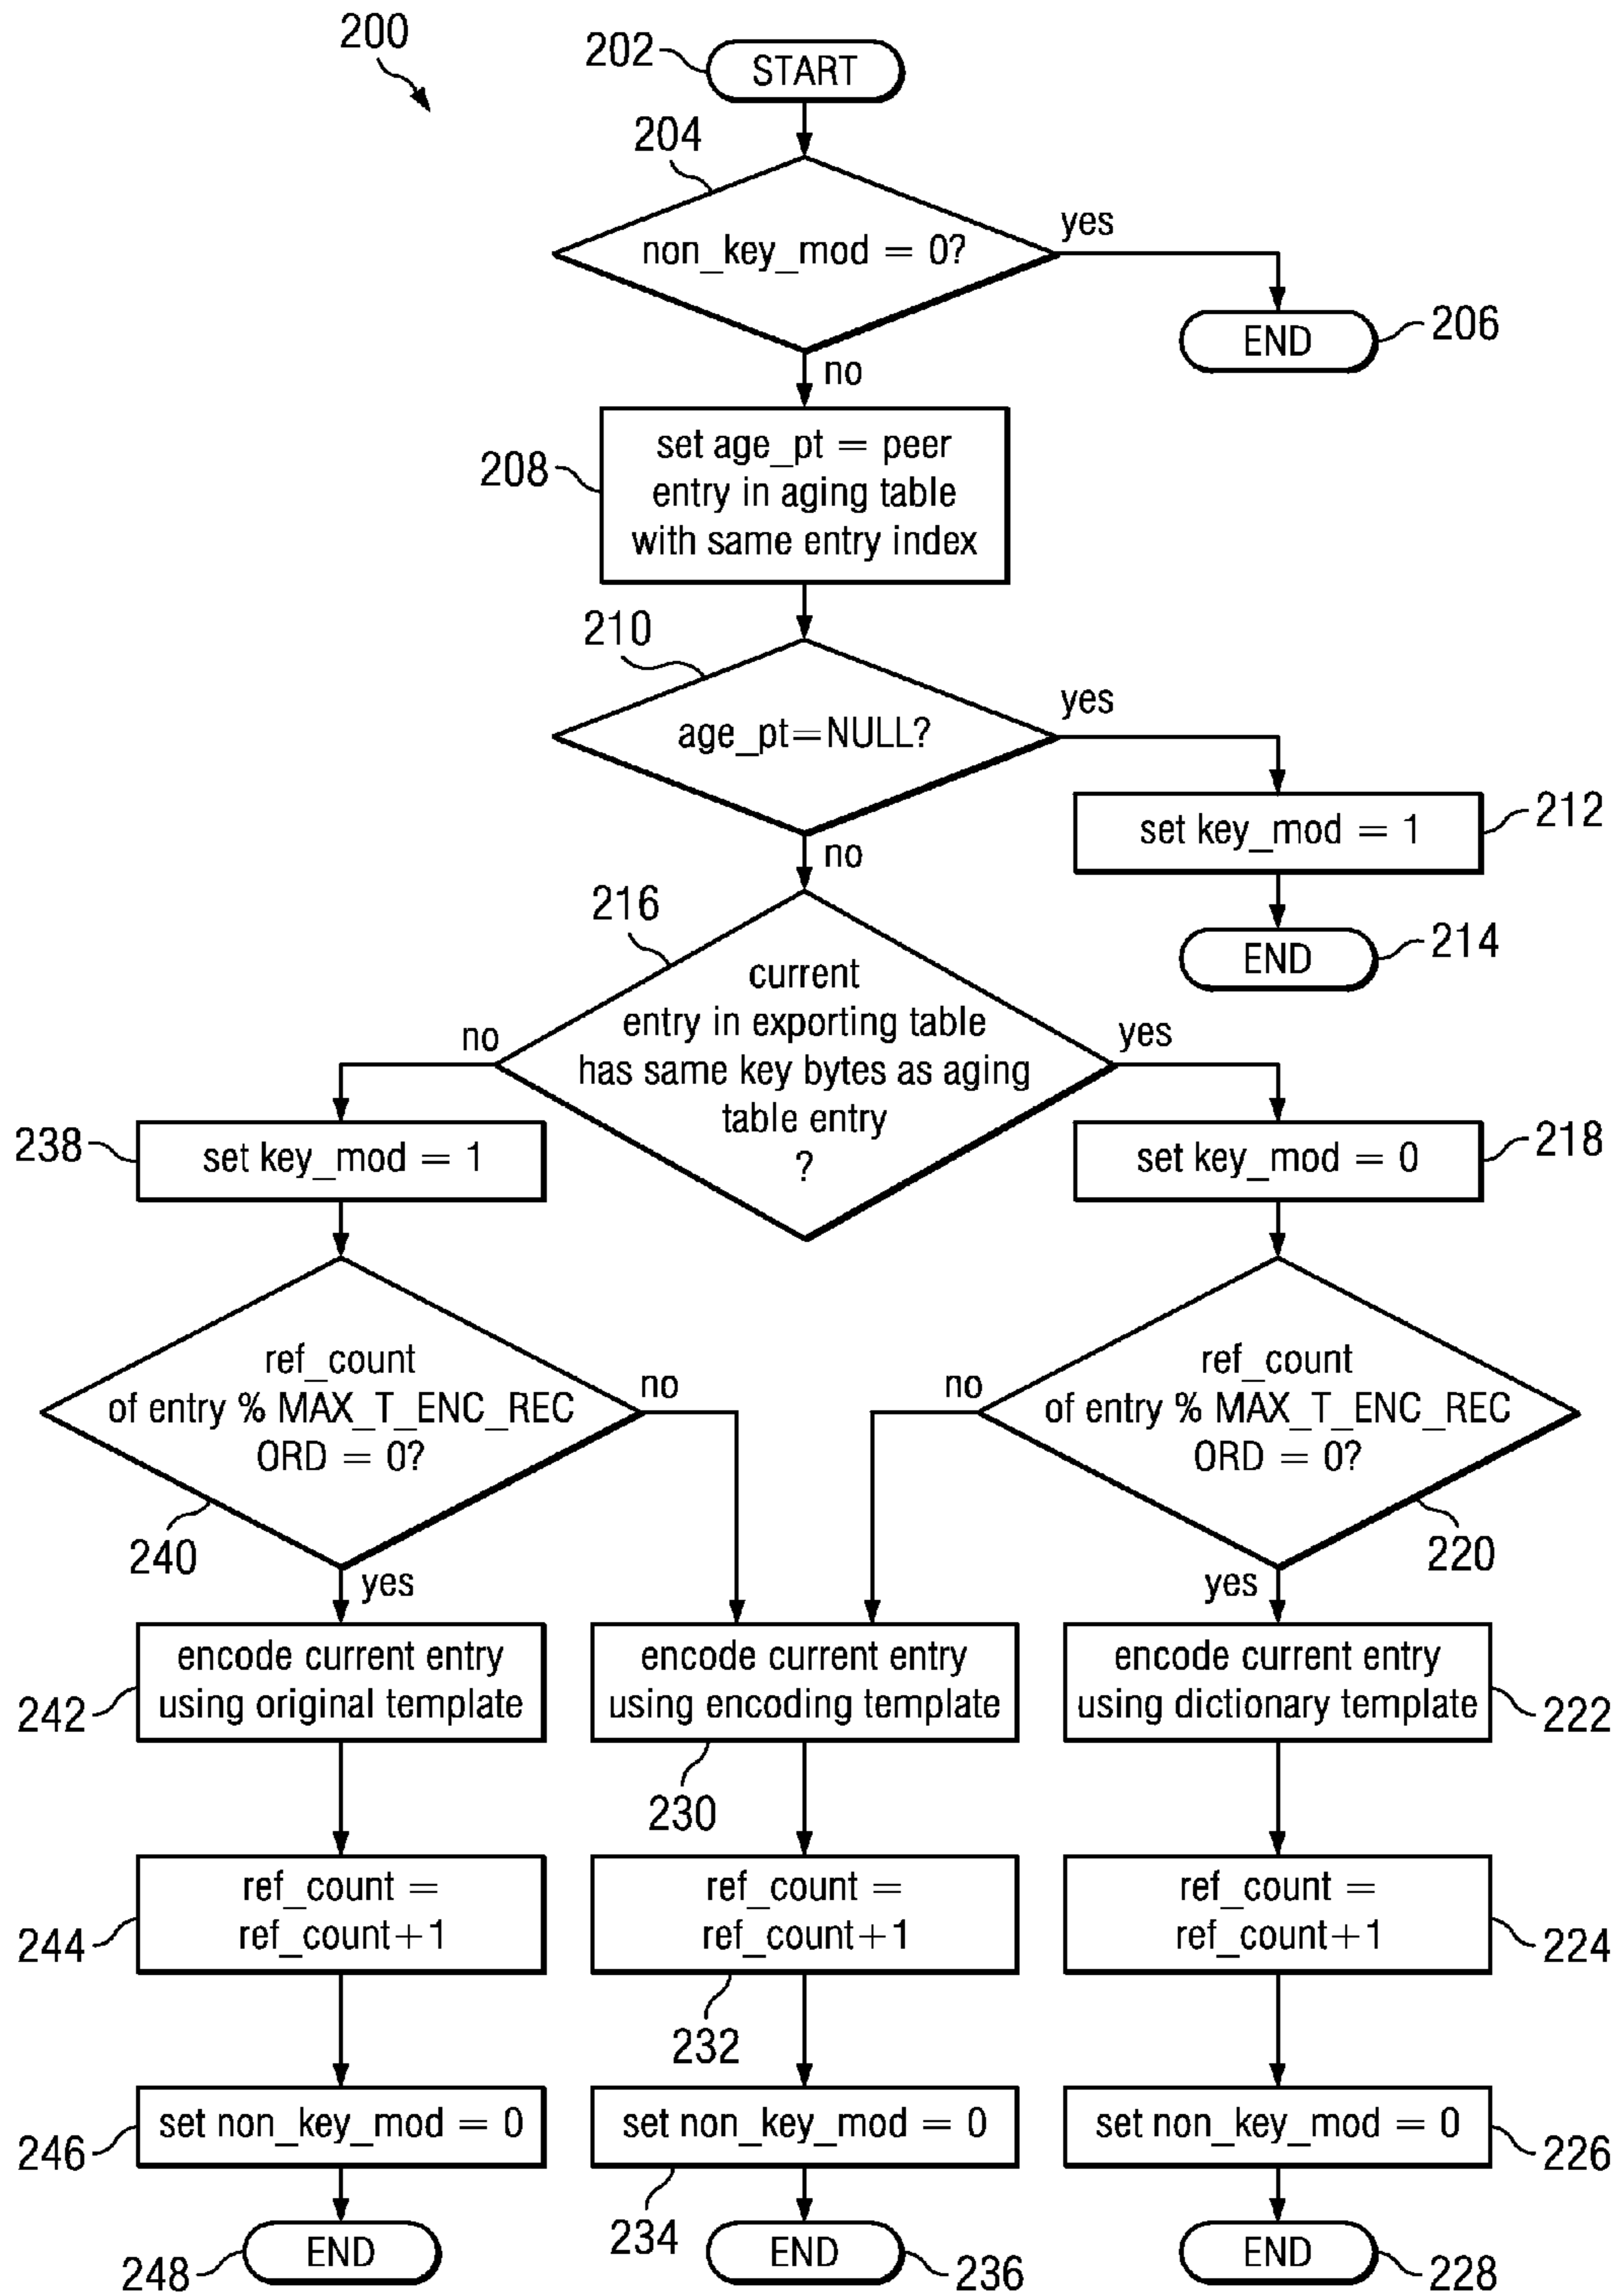 200
202
START
204
non_key_mod = 0?
yes
END
206
no
208
set age_pt = peer
entry in aging table
with same entry index
210
age_pt=NULL?
yes
set key_mod = 1
212
no
END
214
216
current
entry in exporting table
has same key bytes as aging
table entry
?
no
yes
238
set key_mod = 1
set key_mod = 0
218
ref_count
of entry % MAX_T_ENC_REC
ORD = 0?
no
240
yes
ref_count
of entry % MAX_T_ENC_REC
ORD = 0?
no
220
yes
242
encode current entry
using original template
encode current entry
using encoding template
230
encode current entry
using dictionary template
222
244
ref_count =
ref_count+1
ref_count =
ref_count+1
232
ref_count =
ref_count+1
224
246
set non_key_mod = 0
set non_key_mod = 0
234
set non_key_mod = 0
226
248
END
END
236
END
228